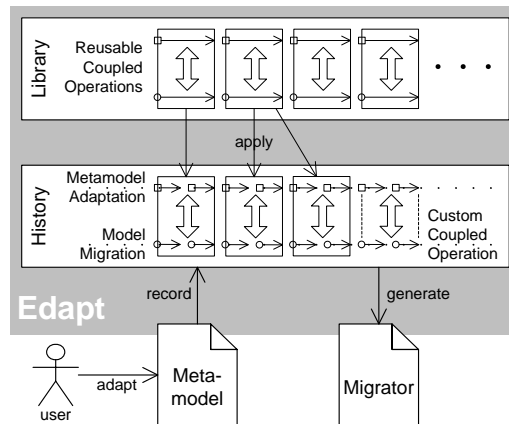 Library
Reusable
Coupled
Operations
apply
History
Metamodel
Adaptation
Model
Migration
Custom
Coupled
Operation
Edapt
record
generate
user
adapt
Meta-
model
Migrator